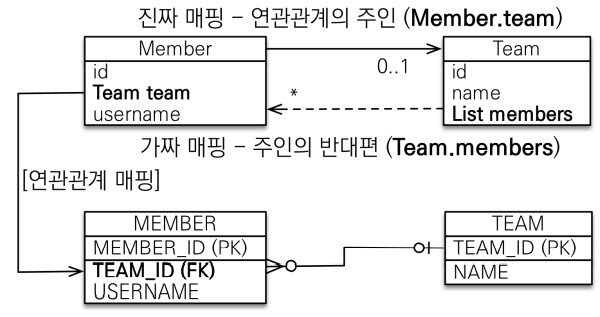 진짜 매핑 - 연관관계의 주인 (Member.team)
Member
id
Team team
username
0..1
*
Team
id
name
List members
가짜 매핑 - 주인의 반대편 (Team.members)
[연관관계 매핑]
MEMBER
MEMBER_ID (PK)
TEAM_ID (FK)
USERNAME
TEAM
TEAM_ID (PK)
NAME